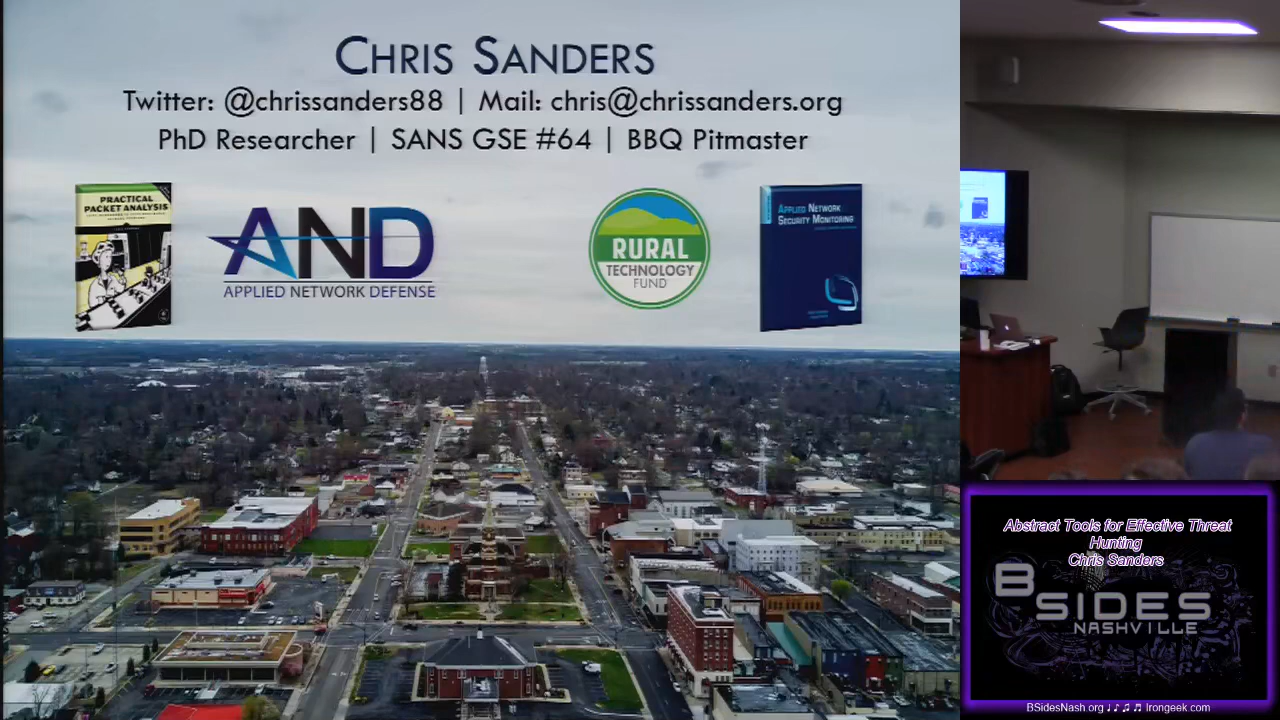 CHRIS SANDERS
Twitter: @chrissanders88 | Mail: chris@chrissanders.org
PhD Researcher | SANS GSE #64 | BBQ Pitmaster
PRACTICAL
PACKET ANALYSIS
AND
APPLIED NETWORK DEFENSE
RURAL
TECHNOLOGY
FUND
APPLIED NETWORK
SECURITY MONITORING
Abstract Tools for Effective Threat
Hunting
Chris Sanders
BSIDES
NASHVILLE
BSidesNash.org ♩♪♫♬ Irongeek.com